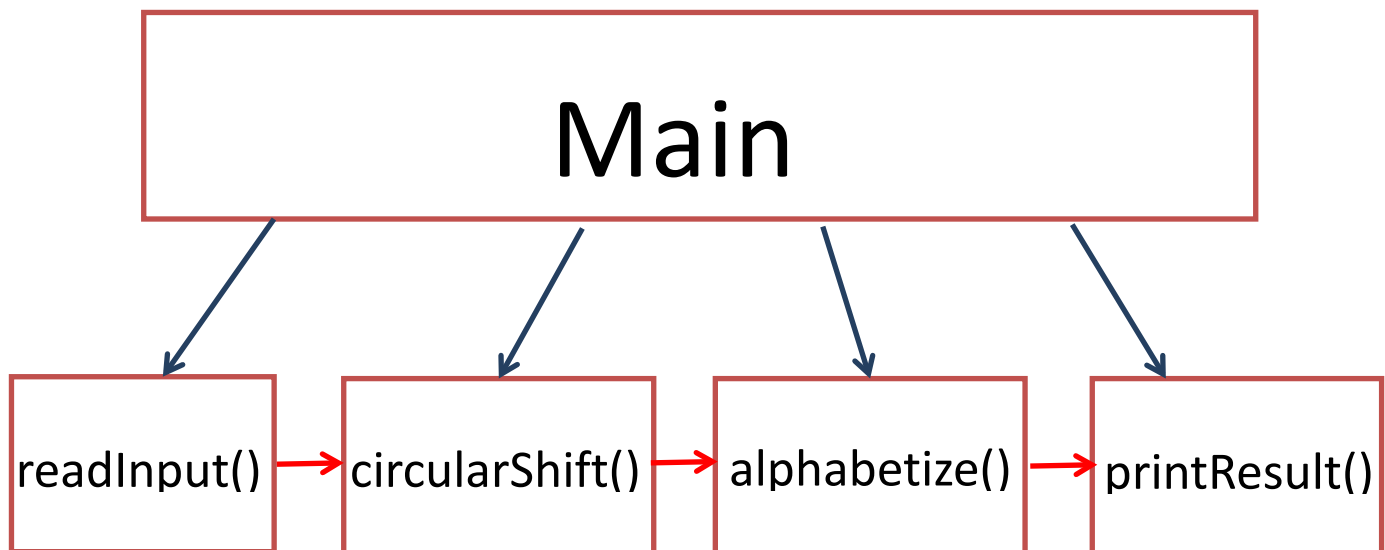 Main
readInput()
circularShift()
alphabetize()
printResult()